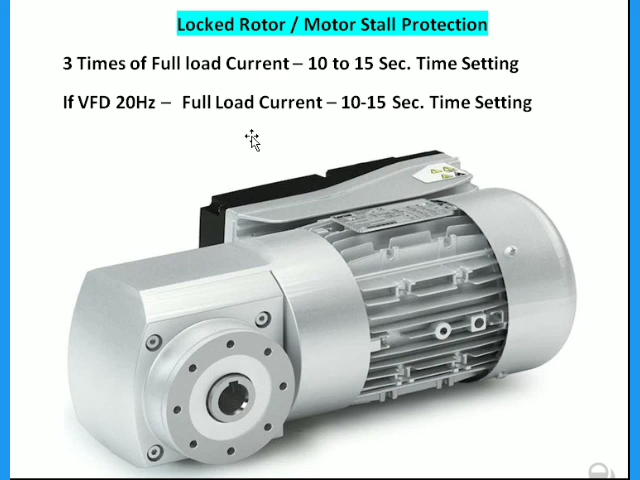 Locked Rotor / Motor Stall Protection
3 Times of Full load Current – 10 to 15 Sec. Time Setting
If VFD 20Hz – Full Load Current – 10-15 Sec. Time Setting